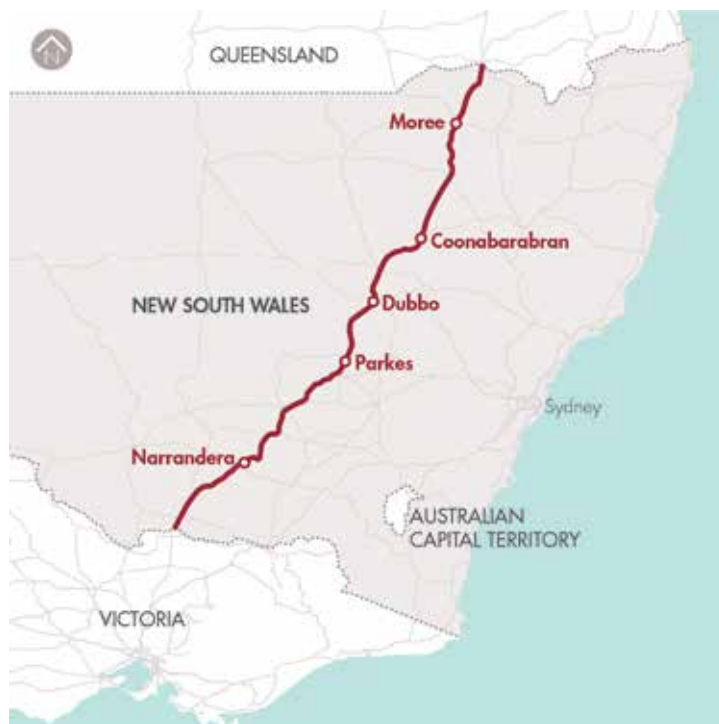 N
QUEENSLAND
Moree
Coonabarabran
NEW SOUTH WALES
Dubbo
Parkes
Sydney
Narrandera
AUSTRALIAN
CAPITAL TERRITORY
VICTORIA